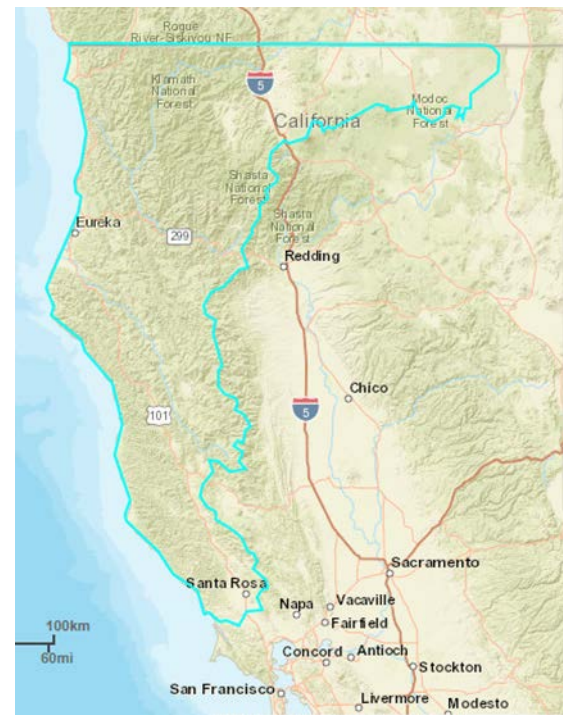 Rogue
River-Siskiyou NF
Klamath
National
Forest
5
Modoc
National
Forest
California
Shasta
National
Forest
Shasta
National
Forest
Eureka
299
Redding
Chico
101
5
Sacramento
Santa Rosa
Napa
Vacaville
Fairfield
100km
60mi
Concord
Antioch
Stockton
San Francisco
Livermore
Modesto